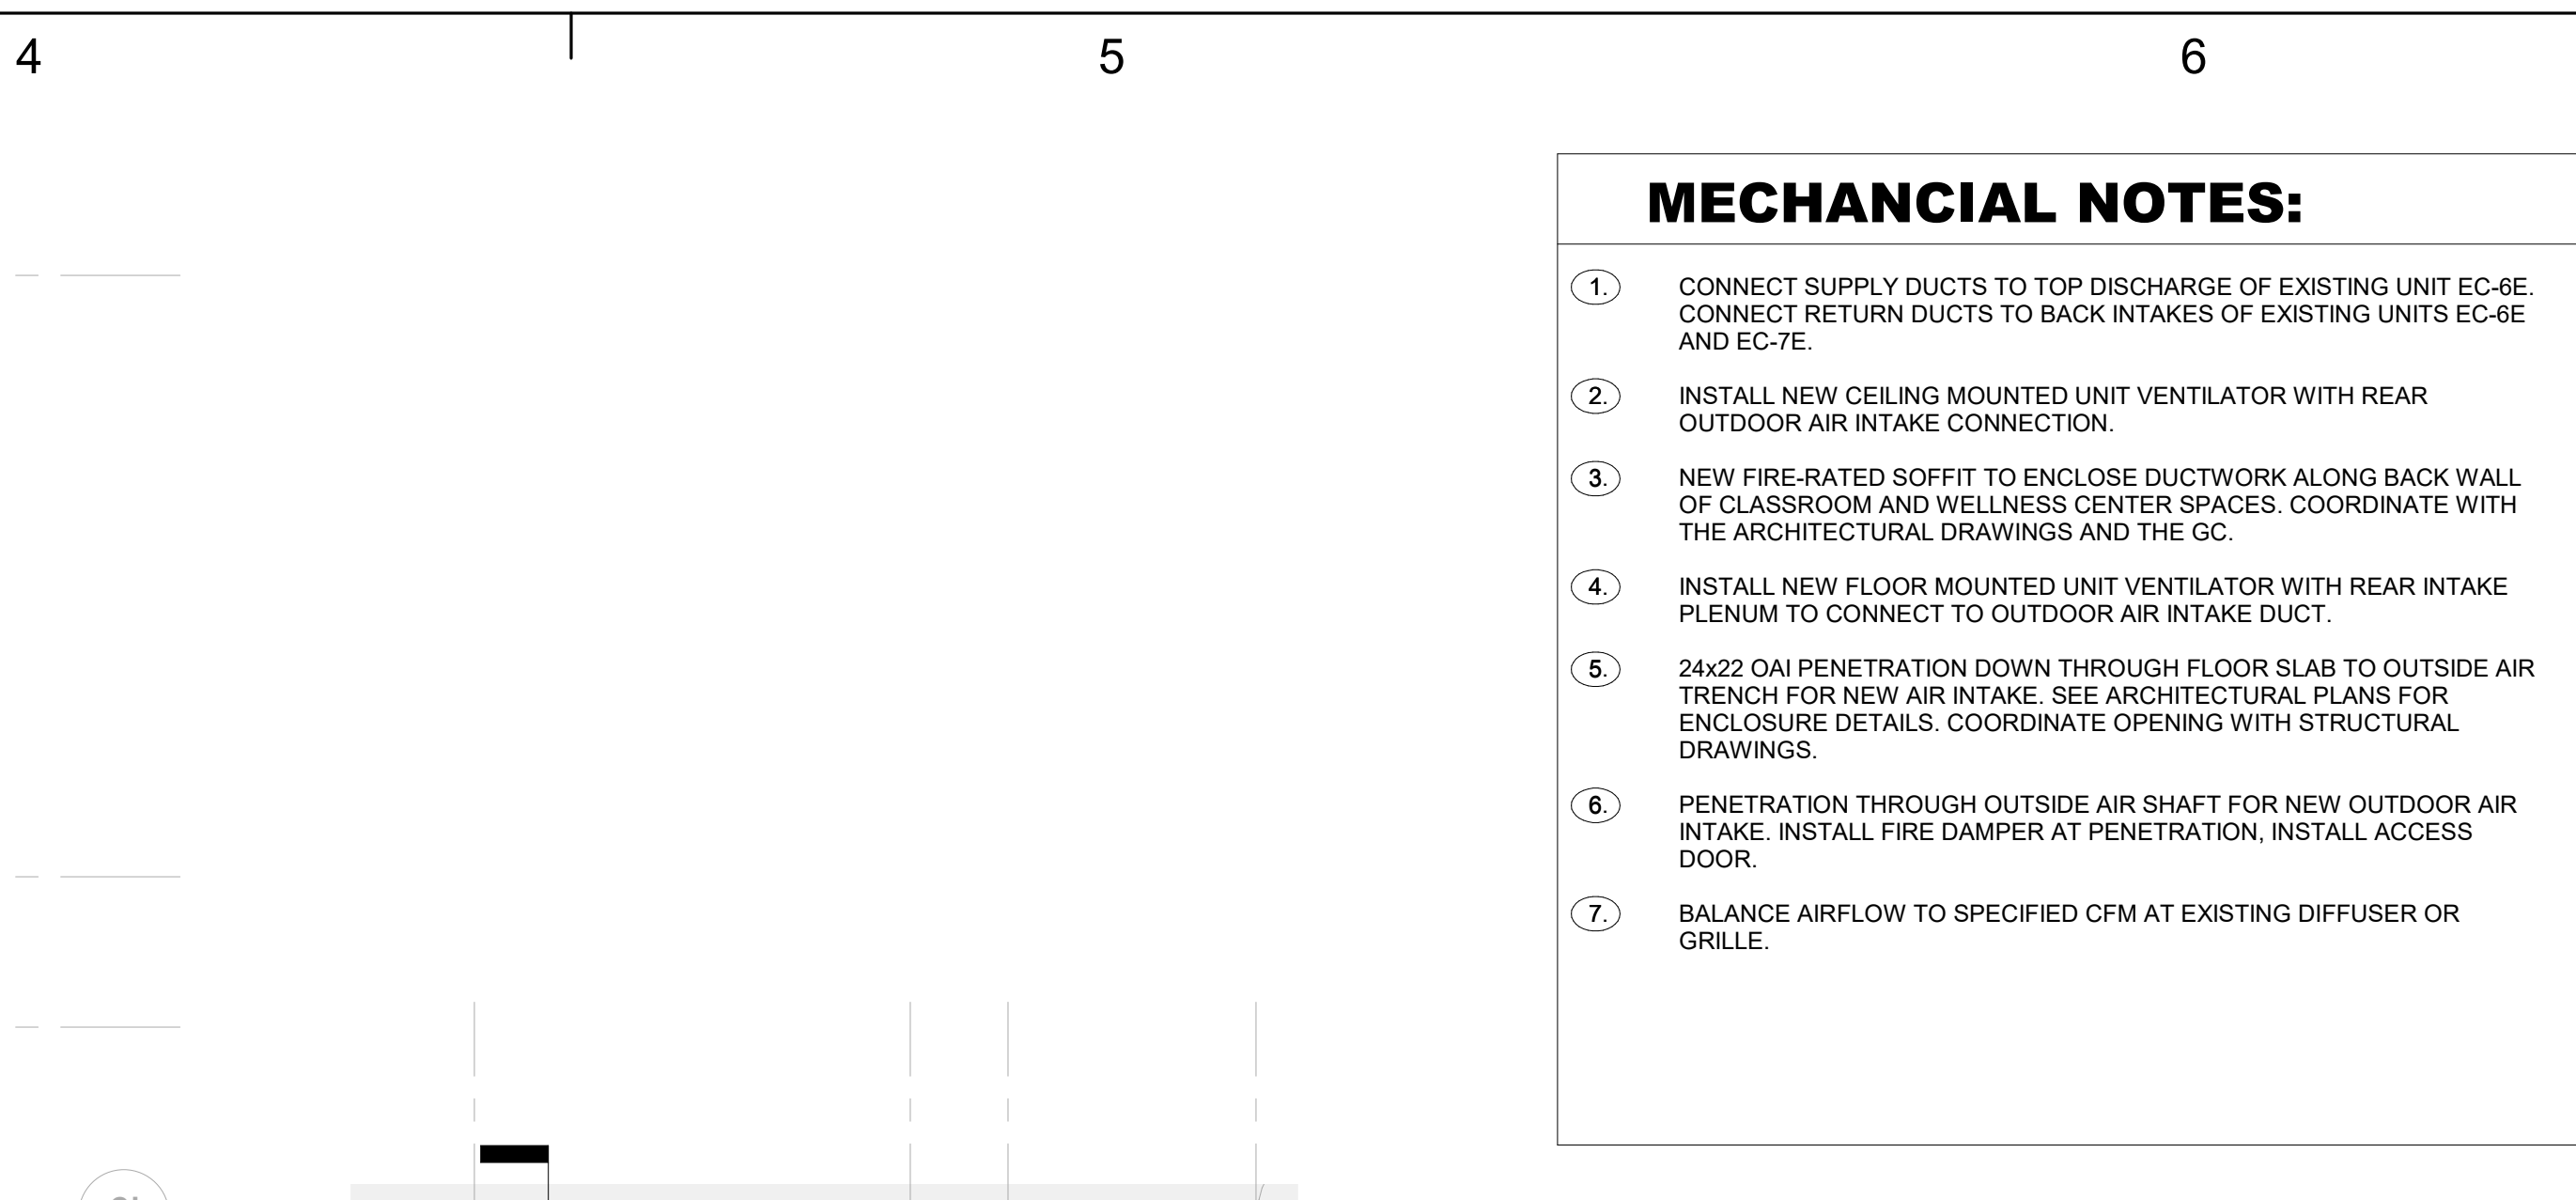 4
5
6
MECHANCIAL NOTES:
1. CONNECT SUPPLY DUCTS TO TOP DISCHARGE OF EXISTING UNIT EC-6E.
CONNECT RETURN DUCTS TO BACK INTAKES OF EXISTING UNITS EC-6E
AND EC-7E.
2. INSTALL NEW CEILING MOUNTED UNIT VENTILATOR WITH REAR
OUTDOOR AIR INTAKE CONNECTION.
3. NEW FIRE-RATED SOFFIT TO ENCLOSE DUCTWORK ALONG BACK WALL
OF CLASSROOM AND WELLNESS CENTER SPACES. COORDINATE WITH
THE ARCHITECTURAL DRAWINGS AND THE GC.
4. INSTALL NEW FLOOR MOUNTED UNIT VENTILATOR WITH REAR INTAKE
PLENUM TO CONNECT TO OUTDOOR AIR INTAKE DUCT.
5. 24x22 OAI PENETRATION DOWN THROUGH FLOOR SLAB TO OUTSIDE AIR
TRENCH FOR NEW AIR INTAKE. SEE ARCHITECTURAL PLANS FOR
ENCLOSURE DETAILS. COORDINATE OPENING WITH STRUCTURAL
DRAWINGS.
6. PENETRATION THROUGH OUTSIDE AIR SHAFT FOR NEW OUTDOOR AIR
INTAKE. INSTALL FIRE DAMPER AT PENETRATION, INSTALL ACCESS
DOOR.
7. BALANCE AIRFLOW TO SPECIFIED CFM AT EXISTING DIFFUSER OR
GRILLE.